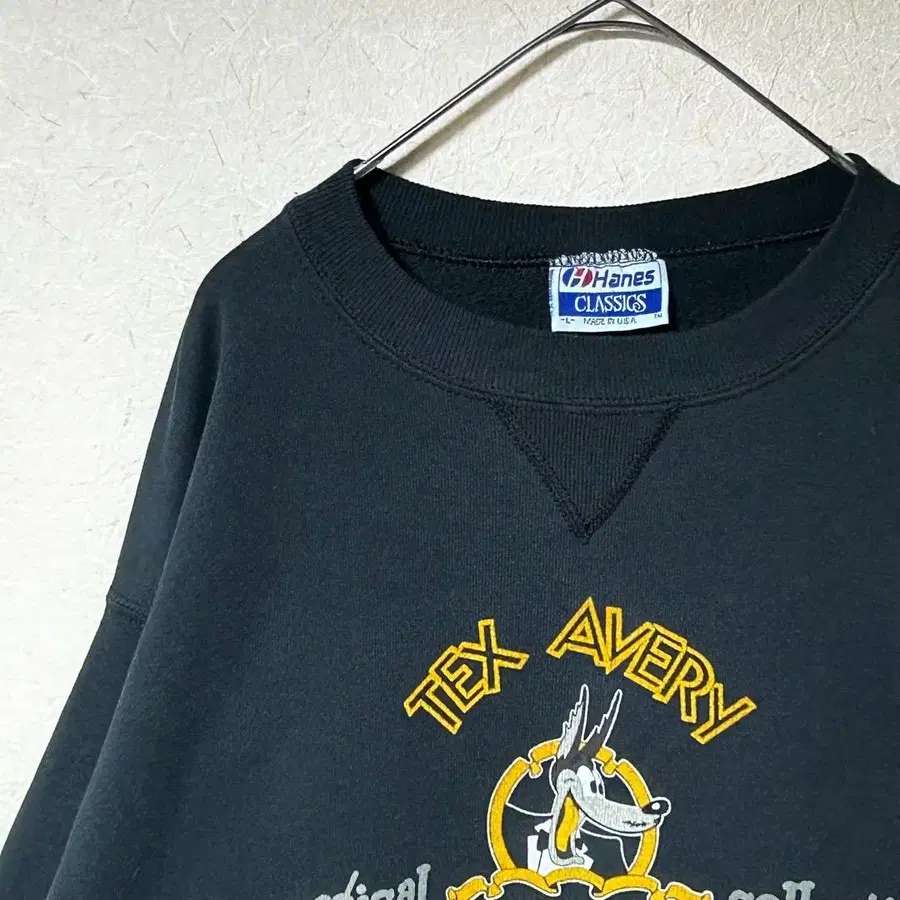 Hanes
CLASSICS
-L- MADE IN U.S.A. TM
TEX AVERY